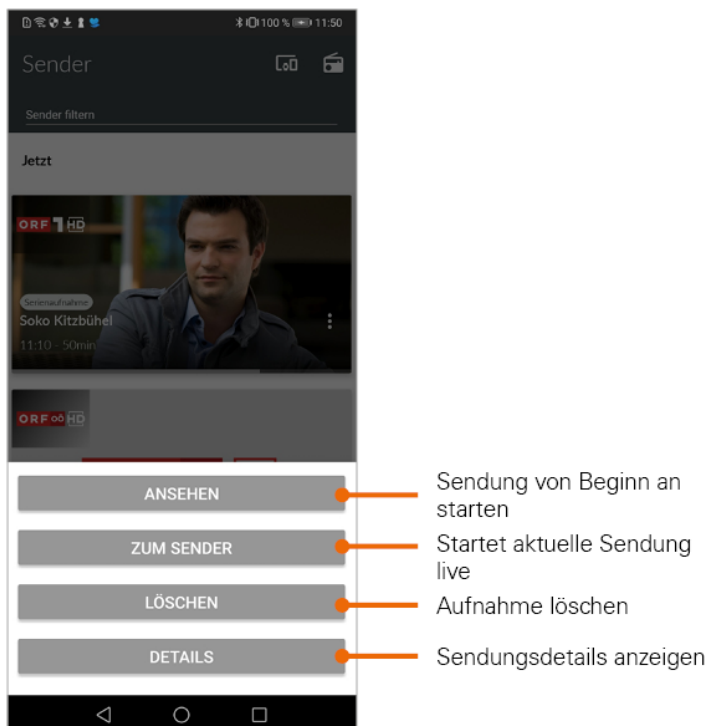 100 % 11:50
Sender
Sender filtern
Jetzt
ORF 1 HD
Serienaufnahme
Soko Kitzbühel
11:10 - 50min
ORF oö HD
ANSEHEN
Sendung von Beginn an
starten
ZUM SENDER
Startet aktuelle Sendung
live
LÖSCHEN
Aufnahme löschen
DETAILS
Sendungsdetails anzeigen